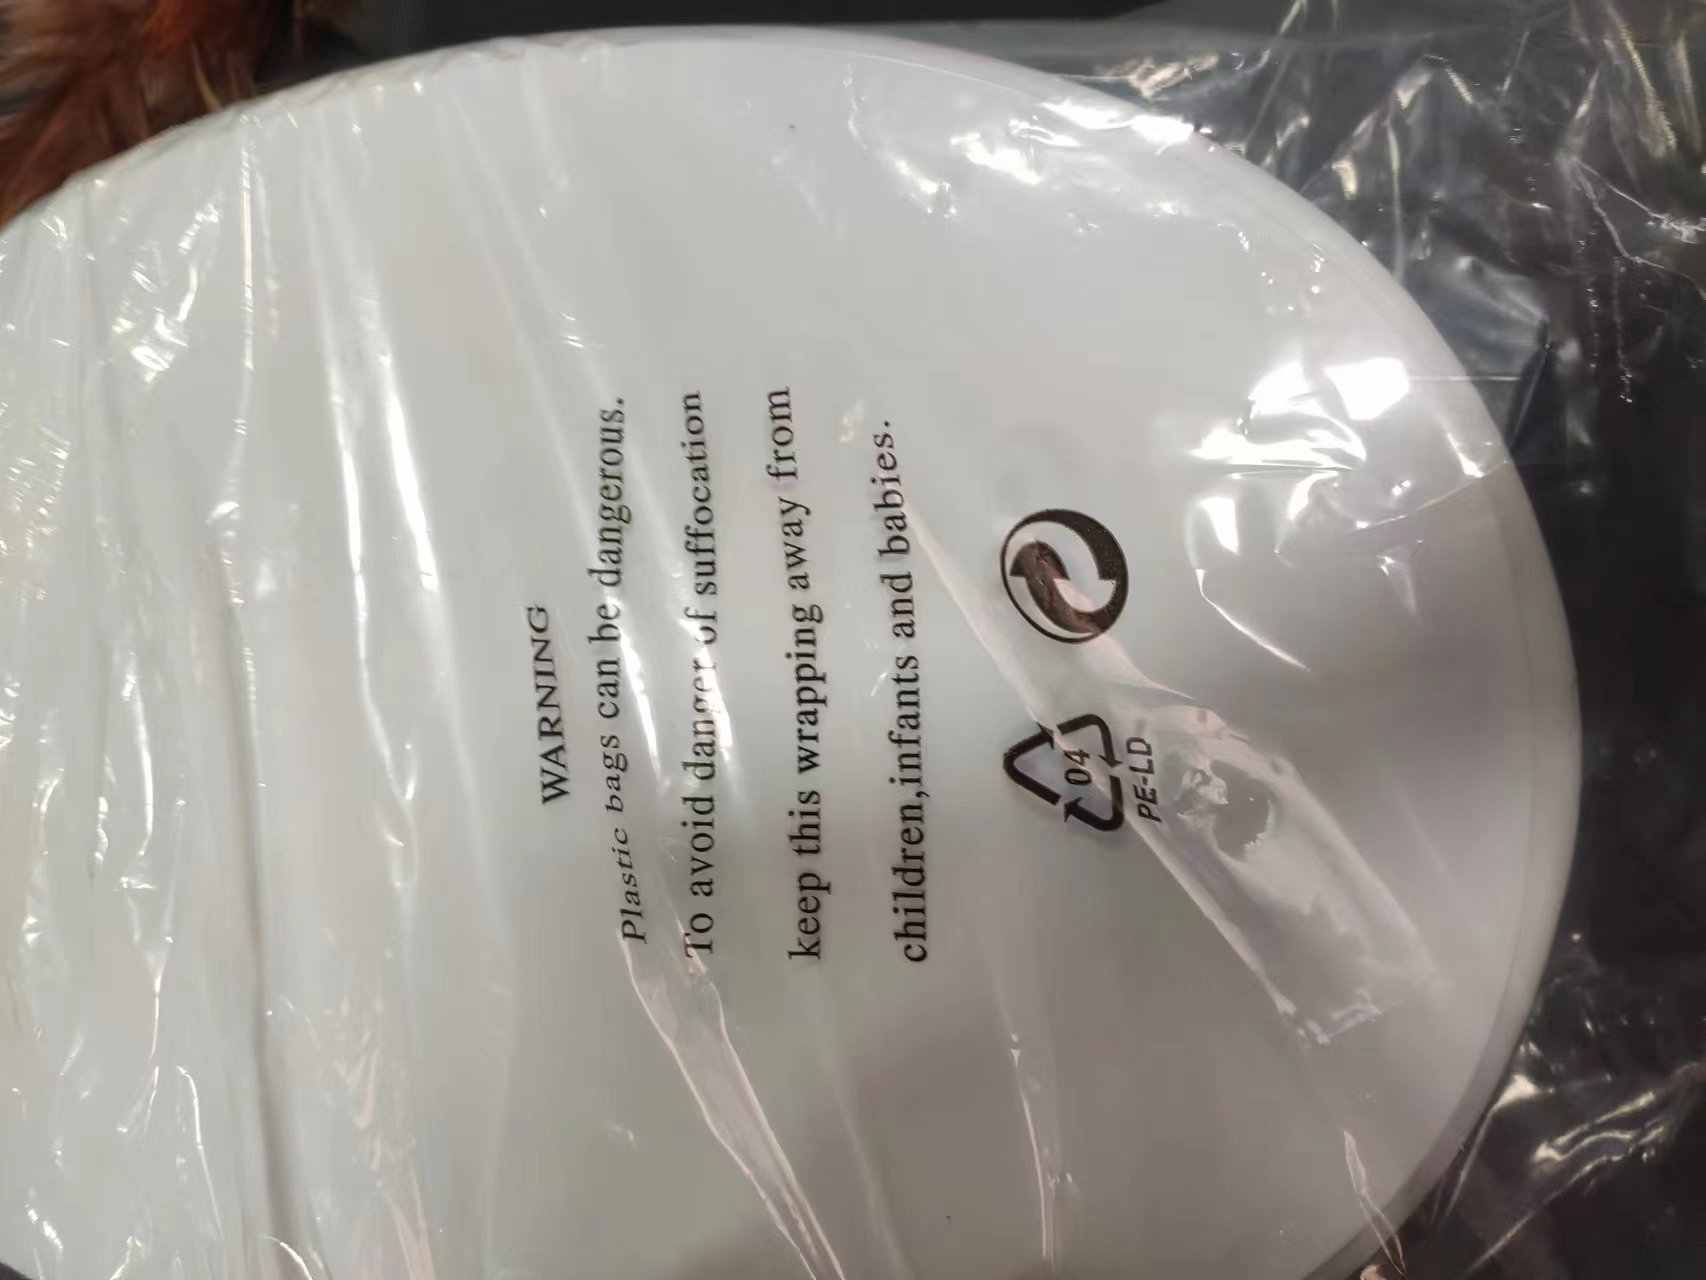 WARNING
Plastic bags can be dangerous.
To avoid danger of suffocation
keep this wrapping away from
children,infants and babies.
04
PE-LD